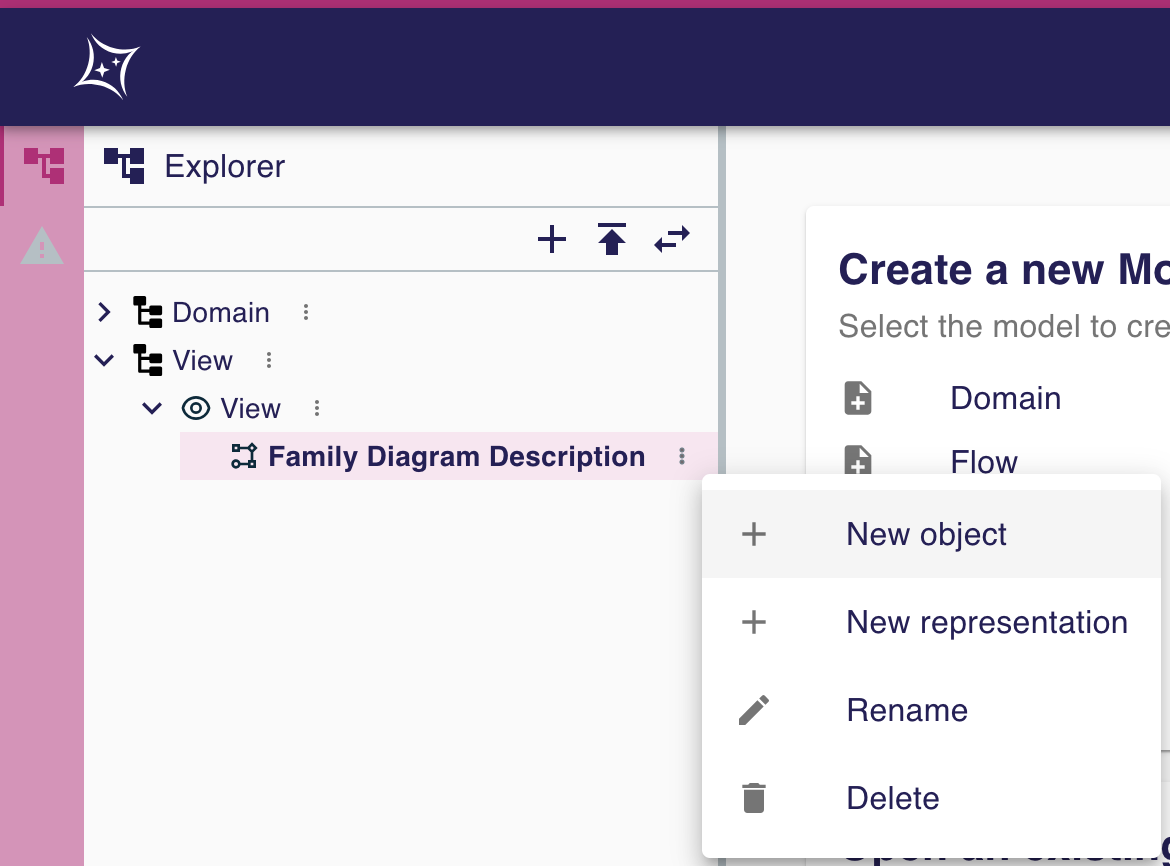 Explorer
Domain
View
View
Family Diagram Description
Create a new Mo
Select the model to cre
Domain
Flow
New object
New representation
Rename
Delete